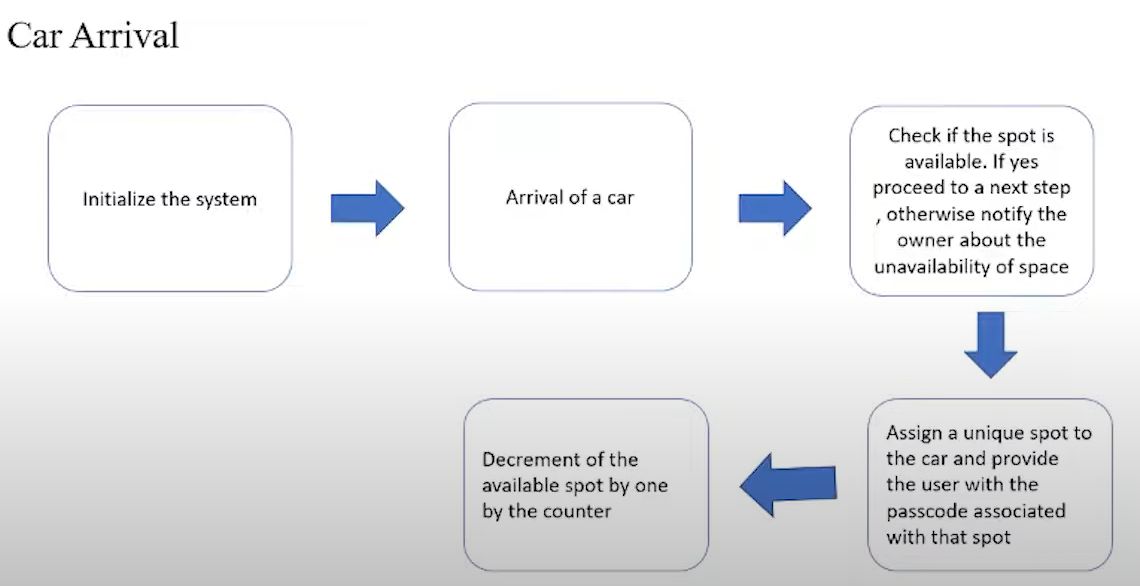 Car Arrival
Initialize the system
Arrival of a car
Check if the spot is
available. If yes
proceed to a next step
, otherwise notify the
owner about the
unavailability of space
Assign a unique spot to
the car and provide
the user with the
passcode associated
with that spot
Decrement of the
available spot by one
by the counter